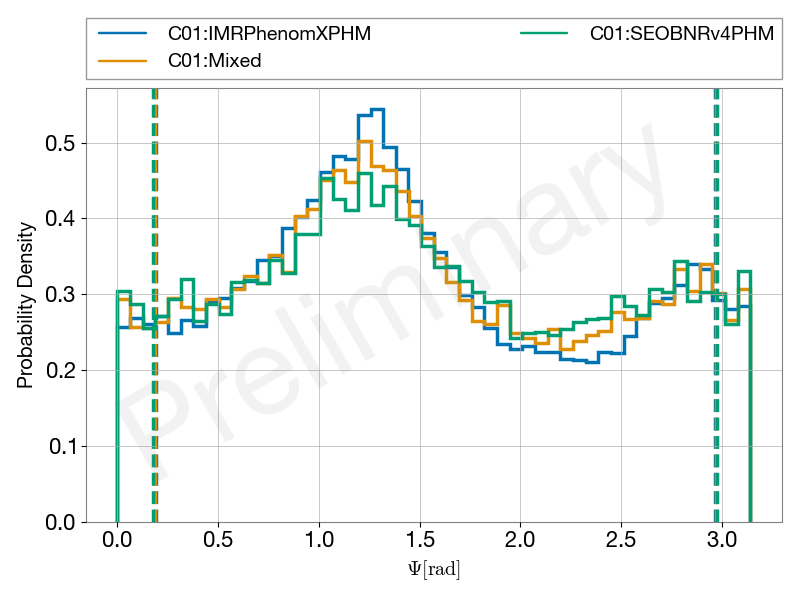 C01:IMRPhenomXPHM
C01:Mixed
C01:SEOBNRv4PHM
Preliminary
Probability Density
0.5
0.4
0.3
0.2
0.1
0.0
0.0 0.5 1.0 1.5 2.0 2.5 3.0
Ψ[rad]